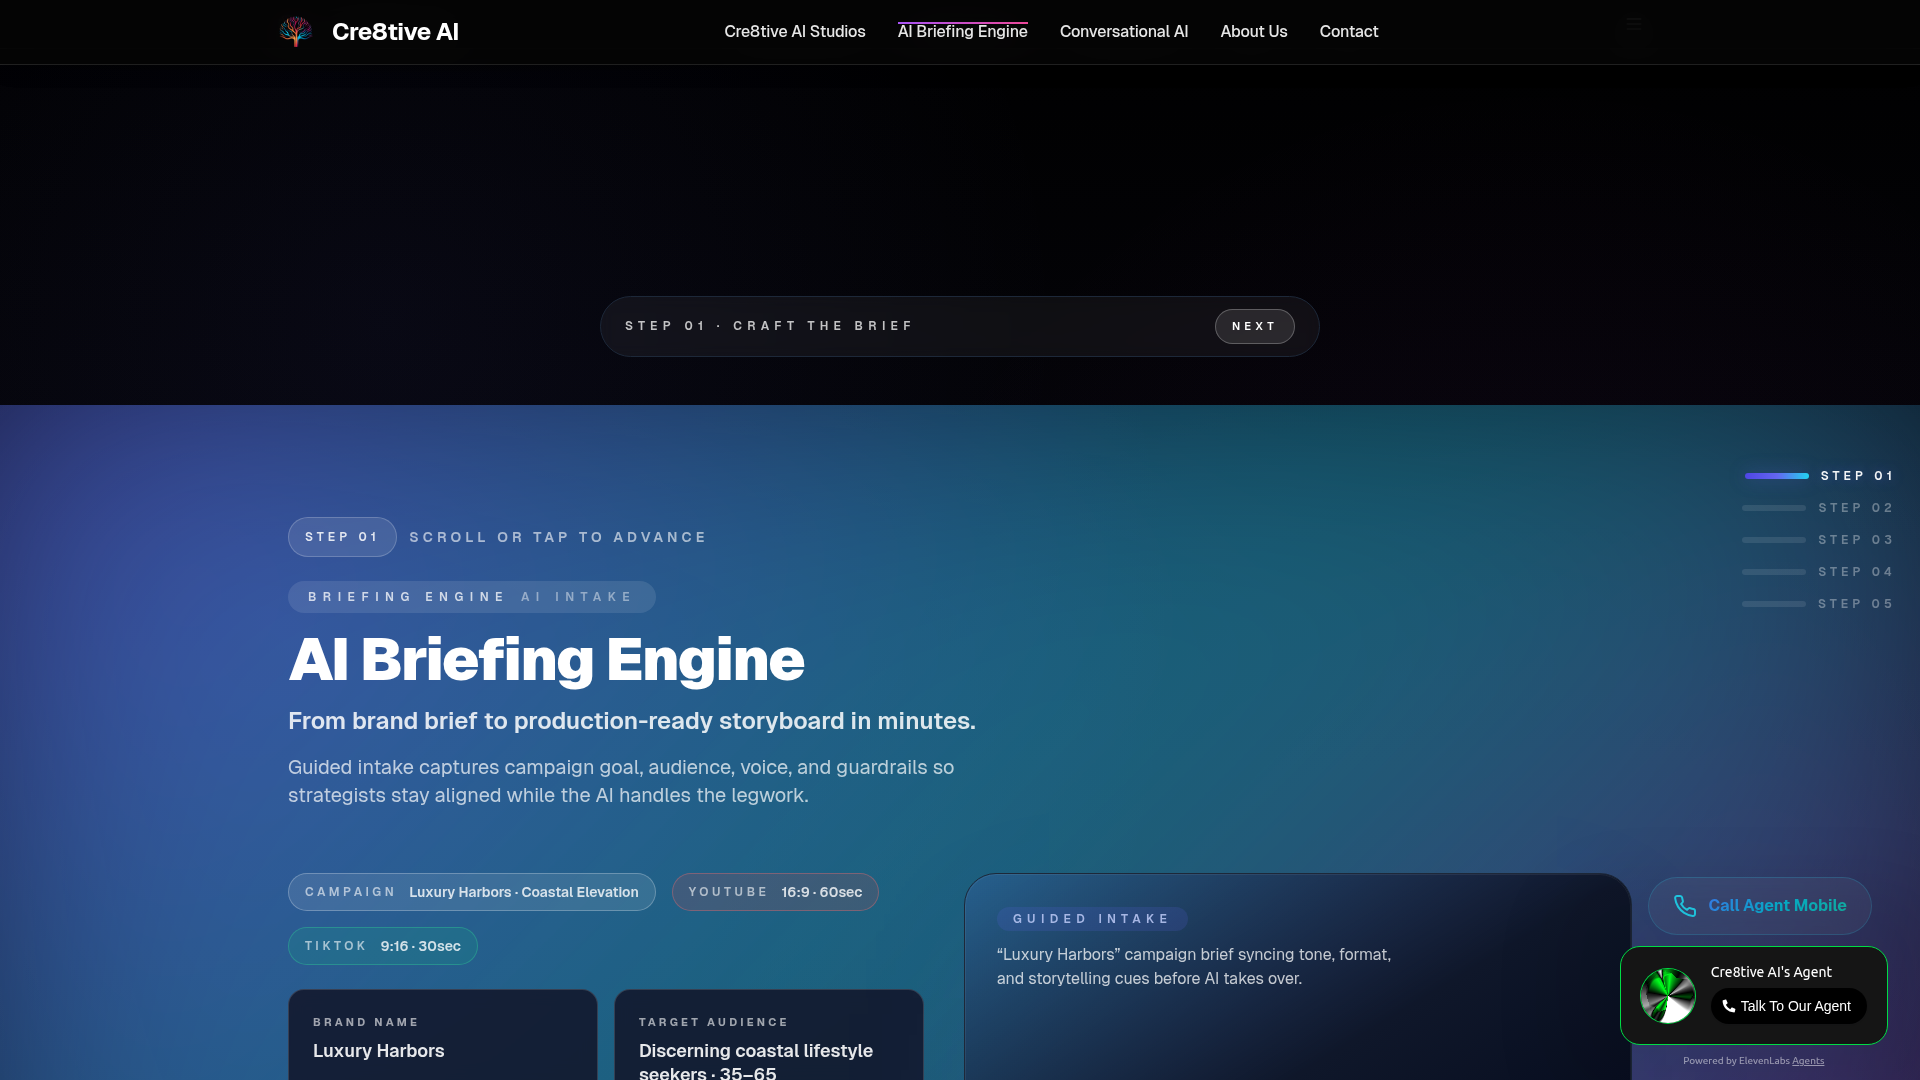 Cre8tive AI
Cre8tive AI Studios
AI Briefing Engine
Conversational AI
About Us
Contact
STEP 01 · CRAFT THE BRIEF
NEXT
STEP 01
STEP 02
STEP 03
STEP 04
STEP 05
STEP 01
SCROLL OR TAP TO ADVANCE
BRIEFING ENGINE AI INTAKE
AI Briefing Engine
From brand brief to production-ready storyboard in minutes.
Guided intake captures campaign goal, audience, voice, and guardrails so
strategists stay aligned while the AI handles the legwork.
CAMPAIGN Luxury Harbors · Coastal Elevation
YOUTUBE 16:9 · 60sec
TIKTOK 9:16 · 30sec
BRAND NAME
Luxury Harbors
TARGET AUDIENCE
Discerning coastal lifestyle
seekers · 35–65
GUIDED INTAKE
“Luxury Harbors” campaign brief syncing tone, format,
and storytelling cues before AI takes over.
Call Agent Mobile
Cre8tive AI's Agent
Talk To Our Agent
Powered by ElevenLabs Agents